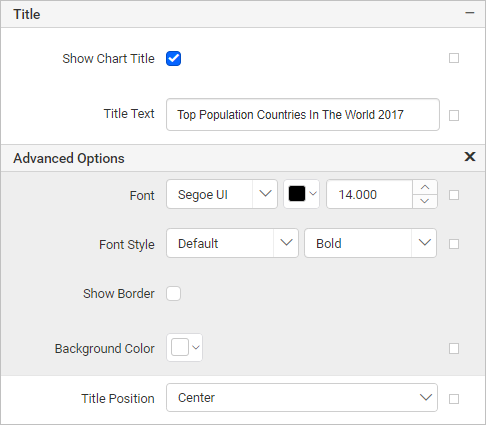 Title
Show Chart Title
Title Text Top Population Countries In The World 2017
Advanced Options
Font Segoe UI 14.000
Font Style Default Bold
Show Border
Background Color
Title Position Center